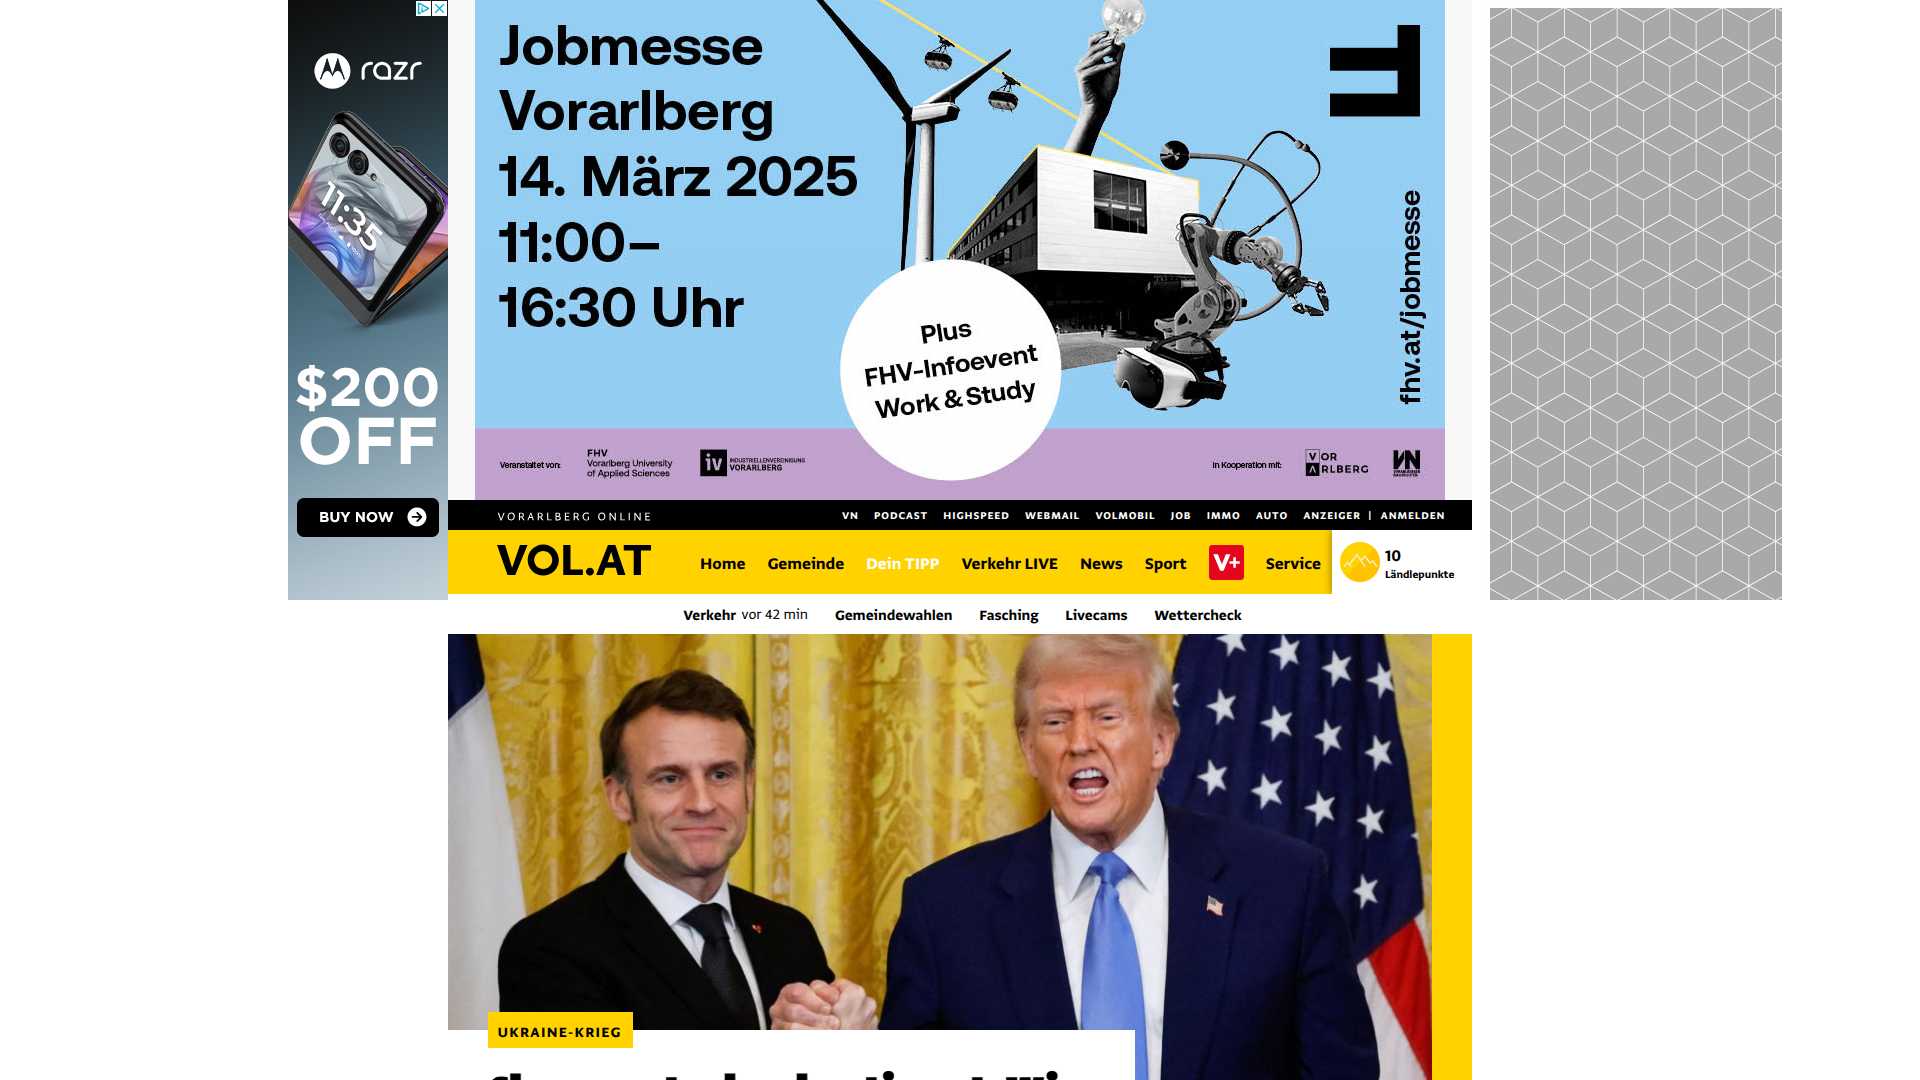 razr
11:35
$200
OFF
BUY NOW
Jobmesse
Vorarlberg
14. März 2025
11:00–
16:30 Uhr
Plus
FHV-Infoevent
Work & Study
fhv.at/jobmesse
Veranstaltet von:
FHV
Vorarlberg University
of Applied Sciences
iv
INDUSTRIELLENVEREINIGUNG
VORARLBERG
In Kooperation mit:
VOR
ARLBERG
VN
VORARLBERG ONLINE
VN PODCAST HIGHSPEED WEBMAIL VOLMOBIL JOB IMMO AUTO ANZEIGER | ANMELDEN
VOL.AT
Home Gemeinde Dein TIPP Verkehr LIVE News Sport V+ Service
10
Ländlepunkte
Verkehr vor 42 min Gemeindewahlen Fasching Livecams Wettercheck
UKRAINE-KRIEG